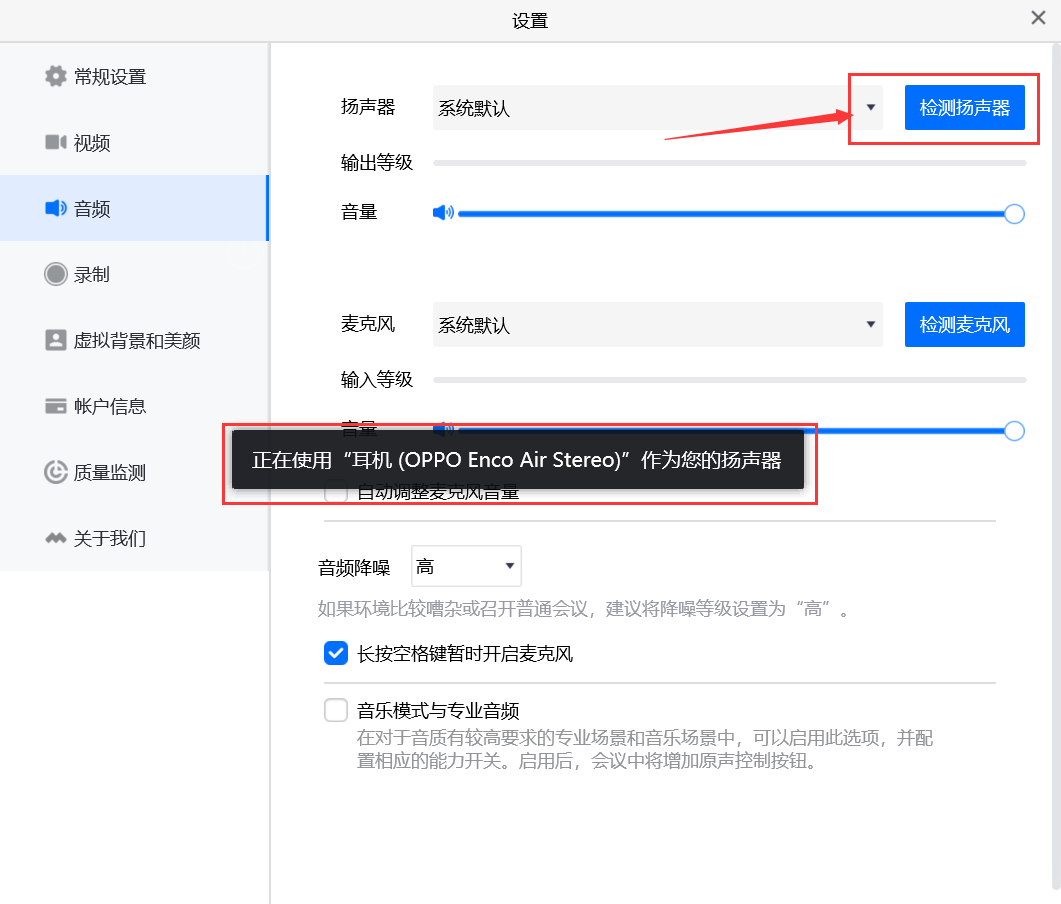 设置
常规设置
视频
音频
录制
虚拟背景和美颜
帐户信息
质量监测
关于我们
扬声器
系统默认
检测扬声器
输出等级
音量
麦克风
系统默认
检测麦克风
输入等级
音量
正在使用“耳机 (OPPO Enco Air Stereo)”作为您的扬声器
自动调整麦克风音量
音频降噪
高
如果环境比较嘈杂或召开普通会议，建议将降噪等级设置为“高”。
长按空格键暂时开启麦克风
音乐模式与专业音频
在对于音质有较高要求的专业场景和音乐场景中，可以启用此选项，并配
置相应的能力开关。启用后，会议中将增加原声控制按钮。